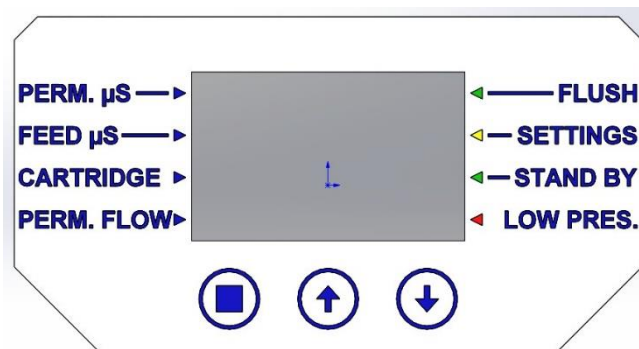 PERM. µS
FEED µS
CARTRIDGE
PERM. FLOW
FLUSH
SETTINGS
STAND BY
LOW PRES.